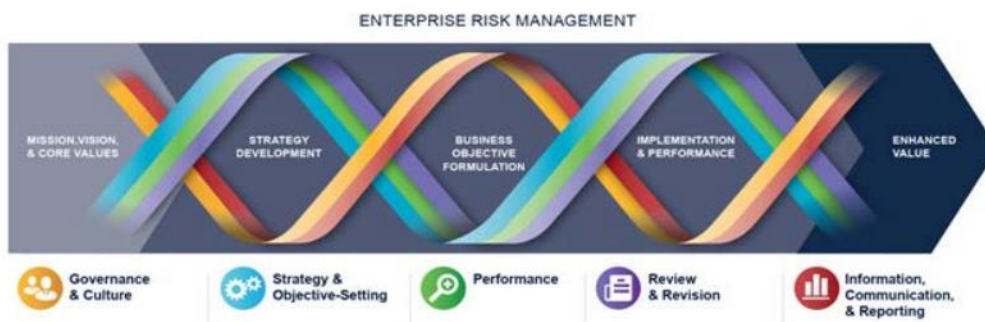 ENTERPRISE RISK MANAGEMENT
MISSION, VISION,
& CORE VALUES
STRATEGY
DEVELOPMENT
BUSINESS
OBJECTIVE
FORMULATION
IMPLEMENTATION
& PERFORMANCE
ENHANCED
VALUE
Governance
& Culture
Strategy &
Objective-Setting
Performance
Review
& Revision
Information,
Communication,
& Reporting